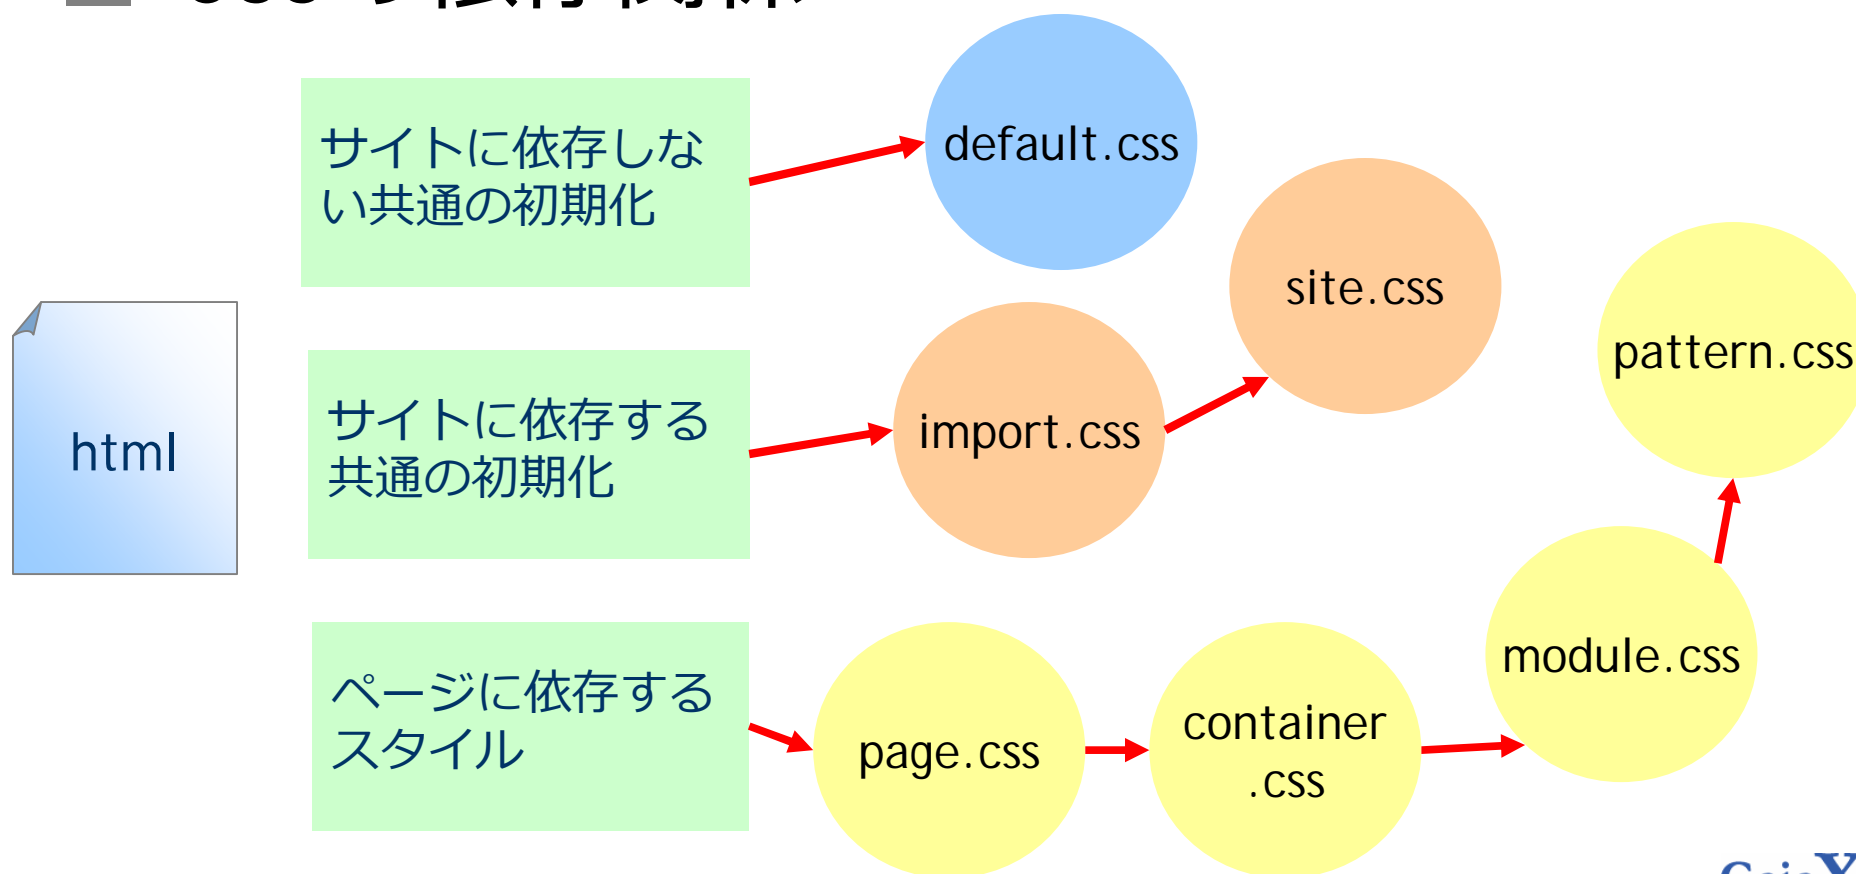 サイトに依存しな
い共通の初期化
default.css
site.css
pattern.css
html
サイトに依存する
共通の初期化
import.css
ページに依存する
スタイル
page.css
container
.css
module.css